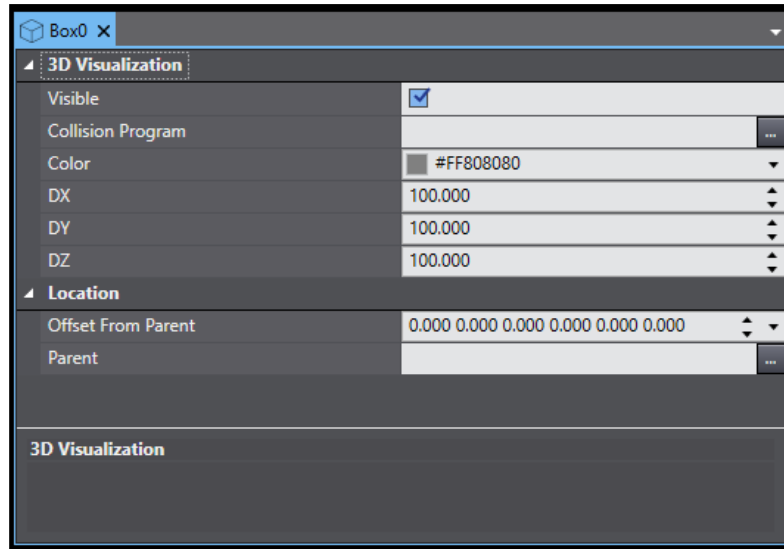 Box0
3D Visualization
Visible
Collision Program ...
Color #FF808080
DX 100.000
DY 100.000
DZ 100.000
Location
Offset From Parent 0.000 0.000 0.000 0.000 0.000 0.000
Parent ...
3D Visualization